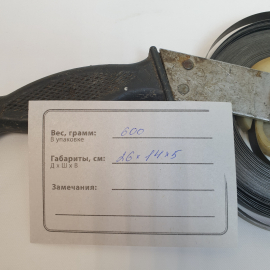 Вес, грамм: 600
В упаковке
Габариты, см: 26 x 14 x 5
Д х Ш х В
Замечания: